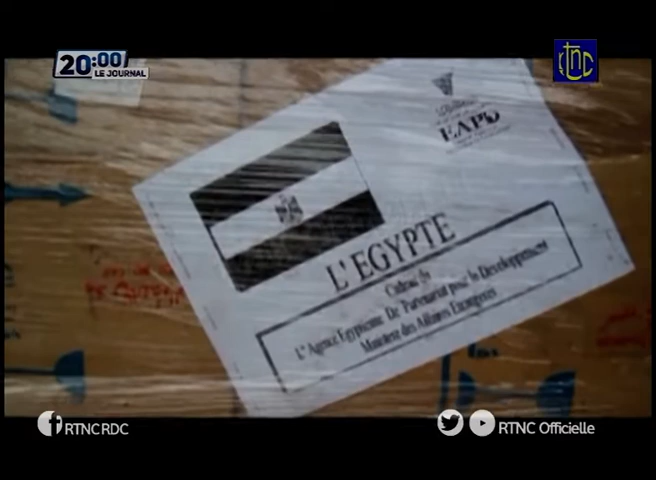 20:00
LE JOURNAL
rtnc
EAPD
L'EGYPTE
Cadeau de
L'Agence Egyptienne De Partenariat pour le Développement
Ministère des Affaires Etrangères
RTNCRDC
RTNC Officielle